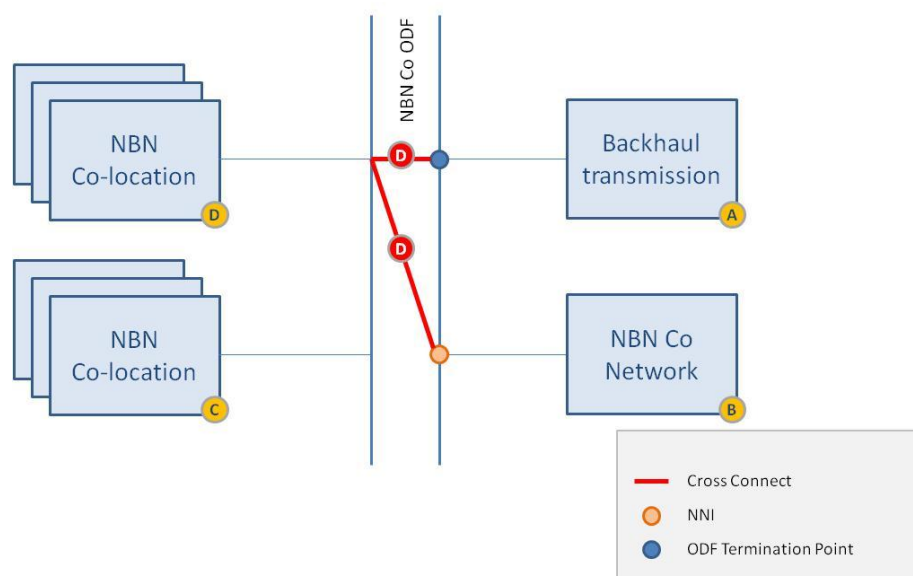 NBN Co ODF
NBN
Co-location
D
D
Backhaul
transmission
A
D
NBN
Co-location
C
NBN Co
Network
B
Cross Connect
NNI
ODF Termination Point